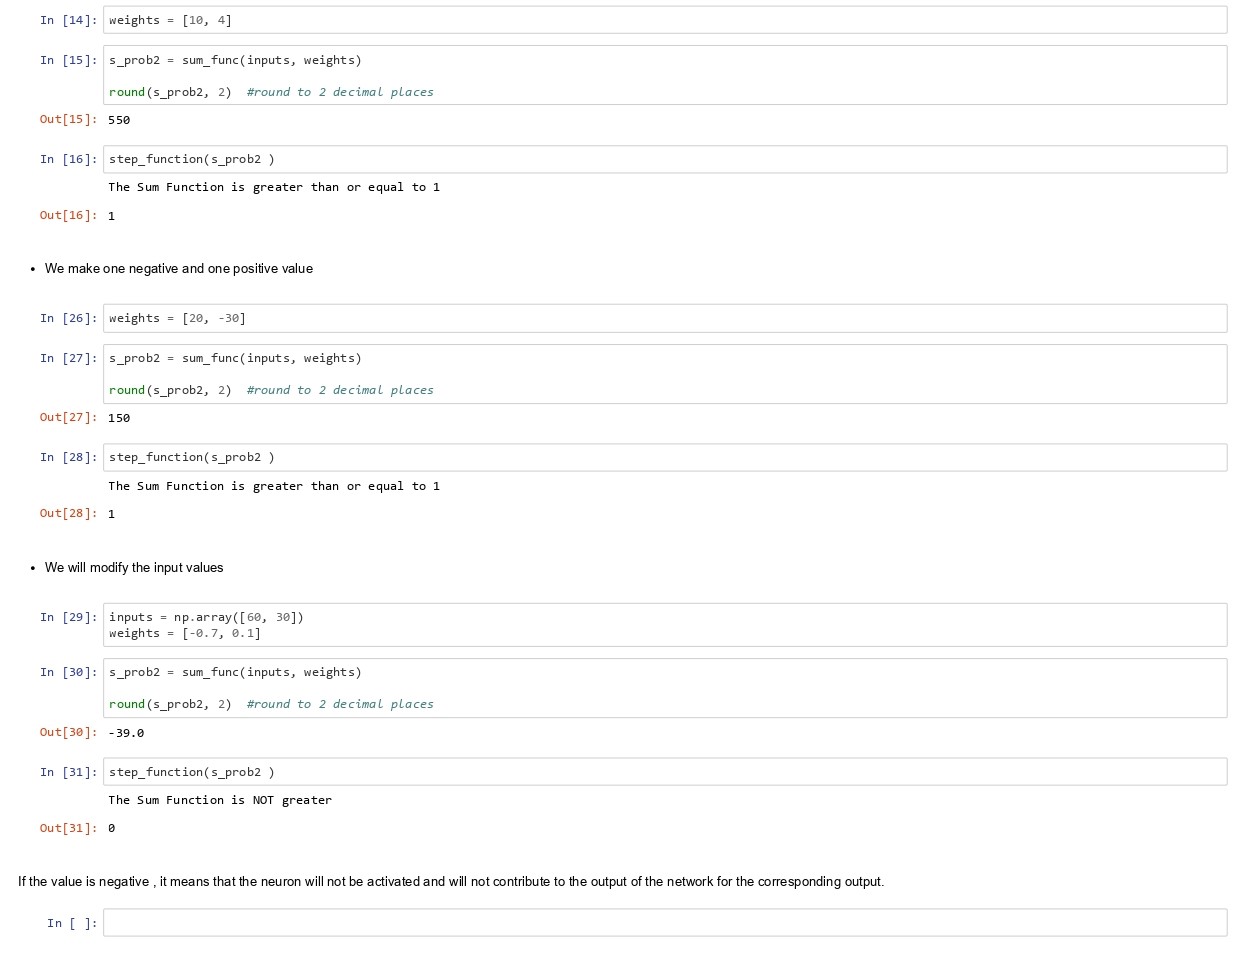 In [14]: weights = [10, 4]
In [15]: s_prob2 = sum_func(inputs, weights)
round(s_prob2, 2)  #round to 2 decimal places
Out[15]: 550
In [16]: step_function(s_prob2 )
The Sum Function is greater than or equal to 1
Out[16]: 1
• We make one negative and one positive value
In [26]: weights = [20, -30]
In [27]: s_prob2 = sum_func(inputs, weights)
round(s_prob2, 2)  #round to 2 decimal places
Out[27]: 150
In [28]: step_function(s_prob2 )
The Sum Function is greater than or equal to 1
Out[28]: 1
• We will modify the input values
In [29]: inputs = np.array([60, 30])
weights = [-0.7, 0.1]
In [30]: s_prob2 = sum_func(inputs, weights)
round(s_prob2, 2)  #round to 2 decimal places
Out[30]: -39.0
In [31]: step_function(s_prob2 )
The Sum Function is NOT greater
Out[31]: 0
If the value is negative , it means that the neuron will not be activated and will not contribute to the output of the network for the corresponding output.
In [ ]: